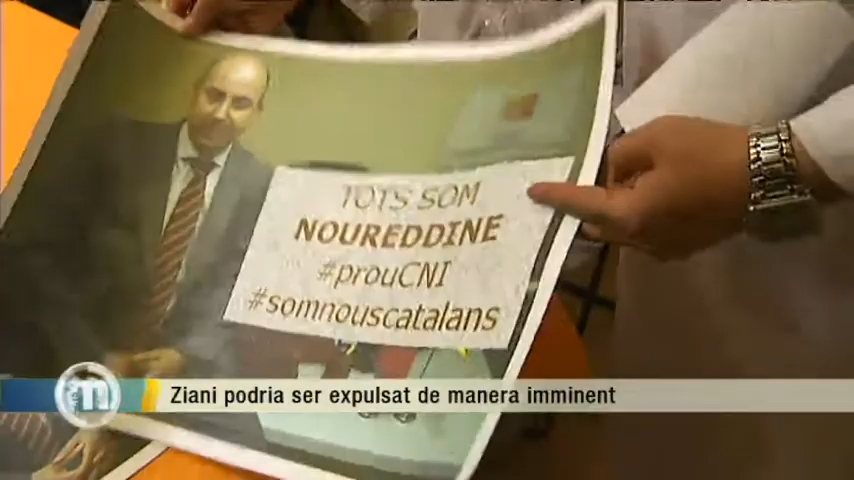 TOTS SOM
NOUREDDINE
#prouCNI
#somnouscatalans
m
Ziani podria ser expulsat de manera imminent